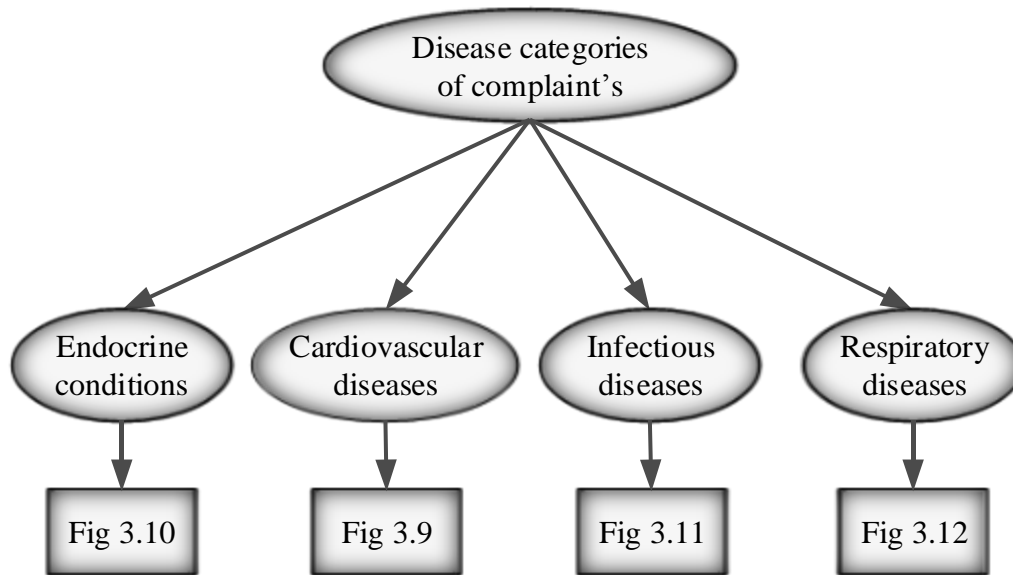 Disease categories
of complaint’s
Endocrine
conditions
Cardiovascular
diseases
Infectious
diseases
Respiratory
diseases
Fig 3.10
Fig 3.9
Fig 3.11
Fig 3.12